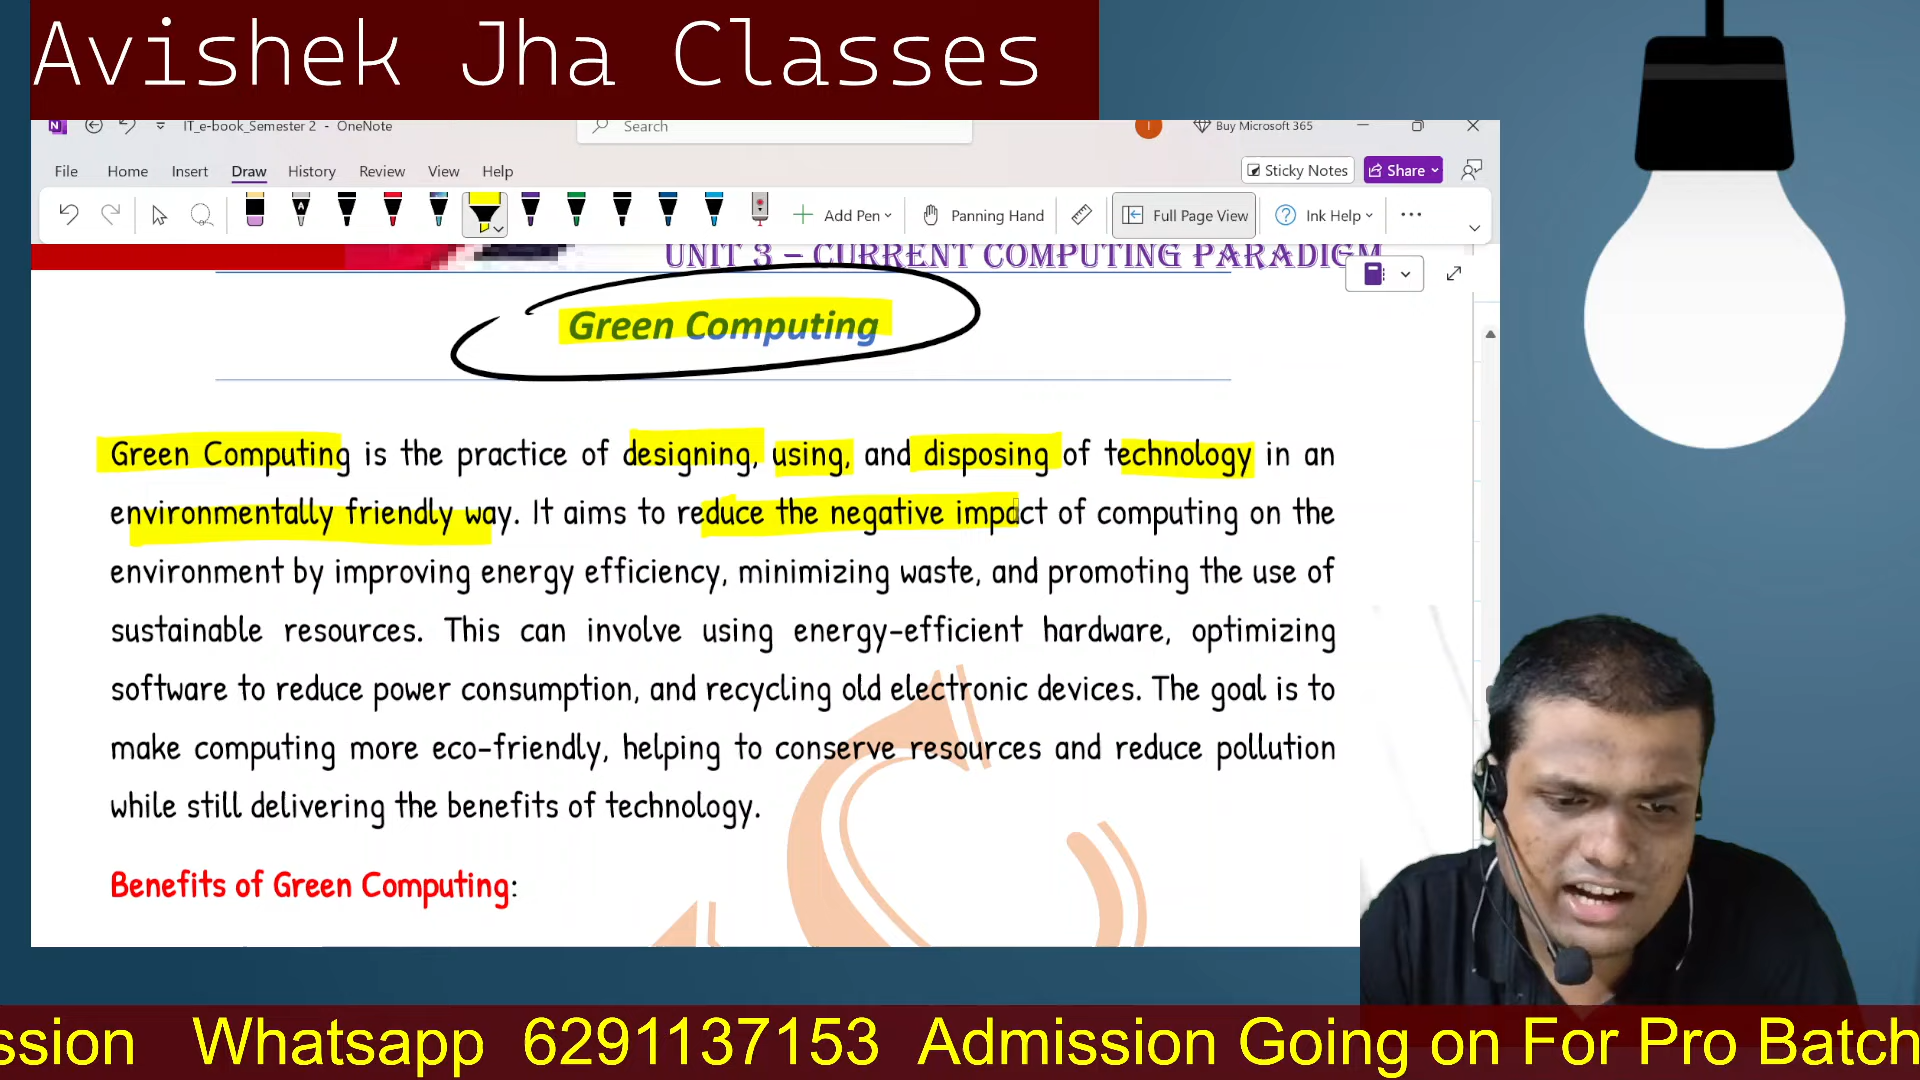 Avishek Jha Classes
IT_e-book_Semester 2 - OneNote
Search
Buy Microsoft 365
File Home Insert Draw History Review View Help
Sticky Notes
Share
Add Pen
Panning Hand
Full Page View
Ink Help
UNIT 3 – CURRENT COMPUTING PARADIGM
Green Computing
Green Computing is the practice of designing, using, and disposing of technology in an
environmentally friendly way. It aims to reduce the negative impact of computing on the
environment by improving energy efficiency, minimizing waste, and promoting the use of
sustainable resources. This can involve using energy-efficient hardware, optimizing
software to reduce power consumption, and recycling old electronic devices. The goal is to
make computing more eco-friendly, helping to conserve resources and reduce pollution
while still delivering the benefits of technology.
Benefits of Green Computing:
ssion Whatsapp 6291137153 Admission Going on For Pro Batch